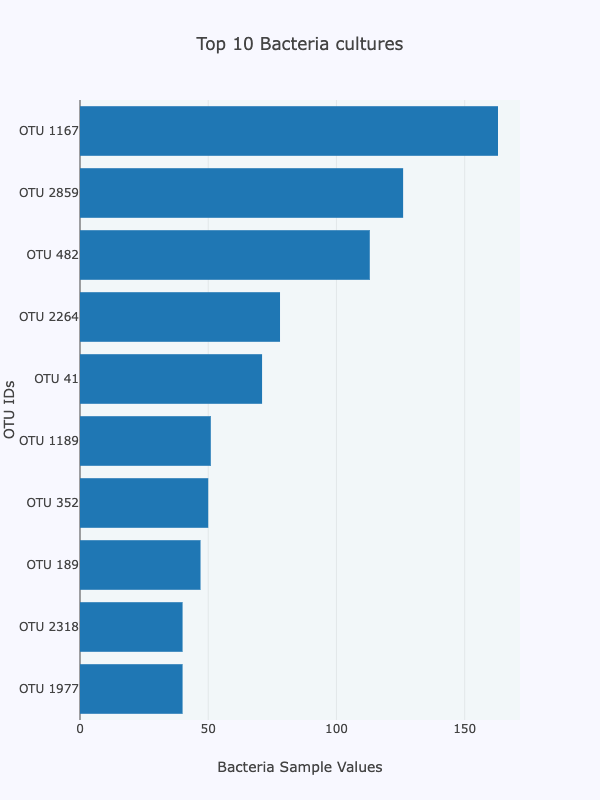 Top 10 Bacteria cultures
OTU IDs
OTU 1167
OTU 2859
OTU 482
OTU 2264
OTU 41
OTU 1189
OTU 352
OTU 189
OTU 2318
OTU 1977
0 50 100 150
Bacteria Sample Values